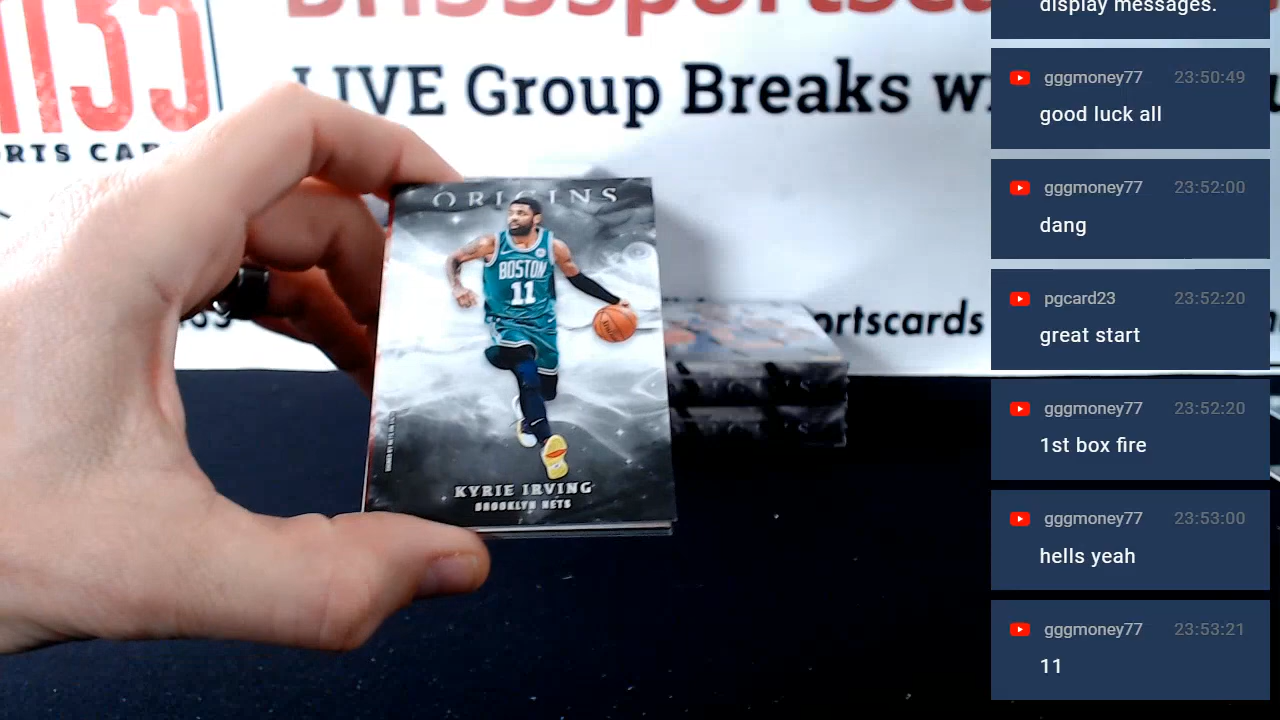 LIVE Group Breaks
ORIGINS
BOSTON
11
KYRIE IRVING
BROOKLYN NETS
ortscards
display messages.
gggmoney77 23:50:49
good luck all
gggmoney77 23:52:00
dang
pgcard23 23:52:20
great start
gggmoney77 23:52:20
1st box fire
gggmoney77 23:53:00
hells yeah
gggmoney77 23:53:21
11